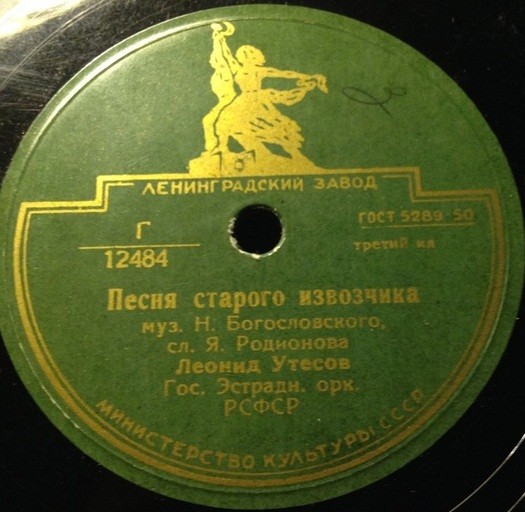 ЛЕНИНГРАДСКИЙ ЗАВОД
ГОСТ 5289-50
Г
третий кл
12484
Песня старого извозчика
муз. Н. Богословского,
сл. Я. Родионова
Леонид Утесов
Гос. Эстрадн. орк.
РСФСР
МИНИСТЕРСТВО КУЛЬТУРЫ СССР